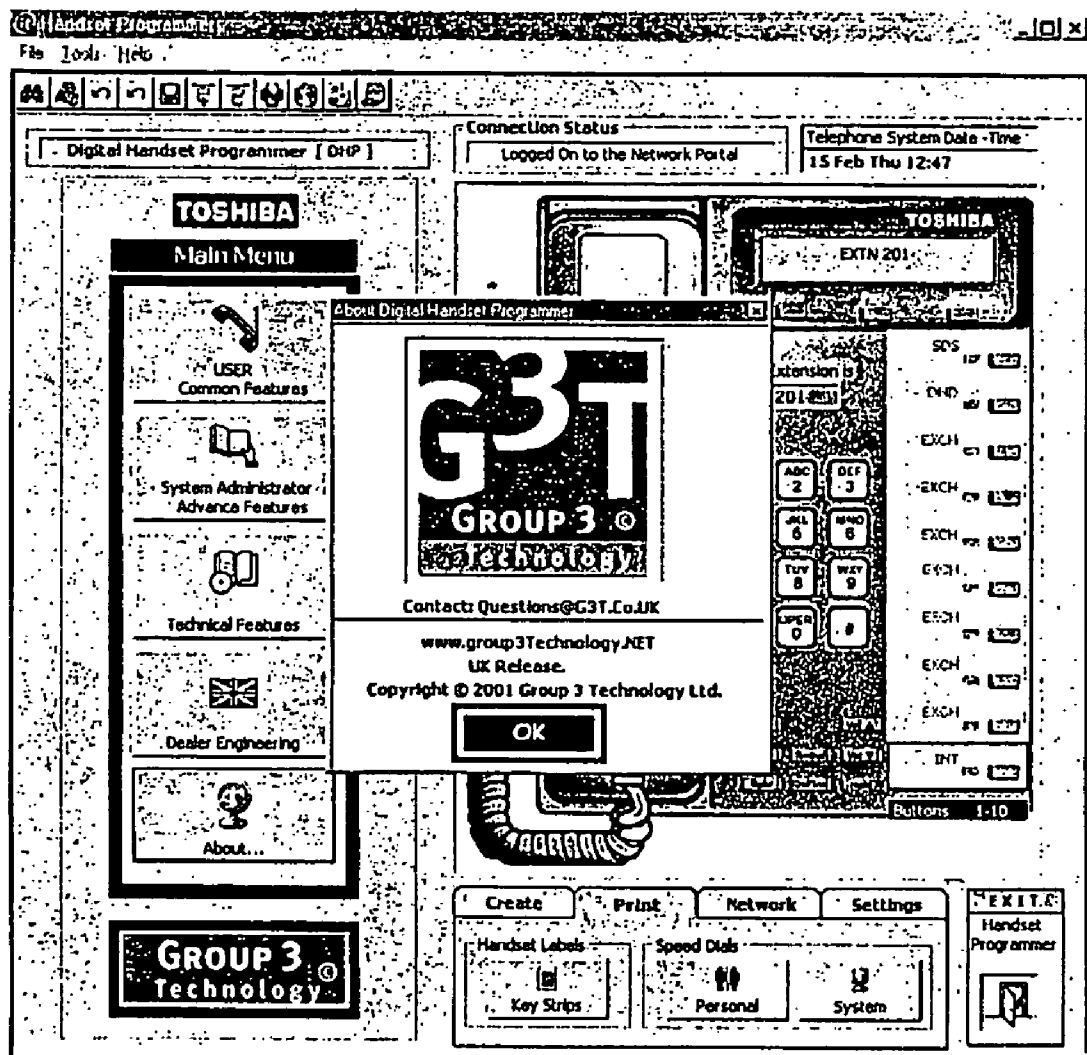 Handset Programmer
File Tools Help
Digital Handset Programmer [ DHP ]
Connection Status
Logged On to the Network Portal
Telephone System Date -Time
15 Feb Thu 12:47
TOSHIBA
Main Menu
USER
Common Features
System Administrator
Advance Features
Technical Features
Dealer Engineering
About...
GROUP 3 ©
Technology
TOSHIBA
EXTN 201
About Digital Handset Programmer
G3T
GROUP 3 ©
Technology
Contact: Questions@G3T.Co.UK
www.group3Technology.NET
UK Release.
Copyright © 2001 Group 3 Technology Ltd.
OK
Extension is
201
ABC
2
DEF
3
JKL
MNO
6
TUV
8
WXY
9
OPER
0
#
SDS
DND
EXCH
EXCH
EXCH
EXCH
EXCH
EXCH
EXCH
INT
Buttons 1-10
Create
Print
Network
Settings
Handset Labels
Key Strips
Speed Dials
Personal
System
EXIT
Handset
Programmer